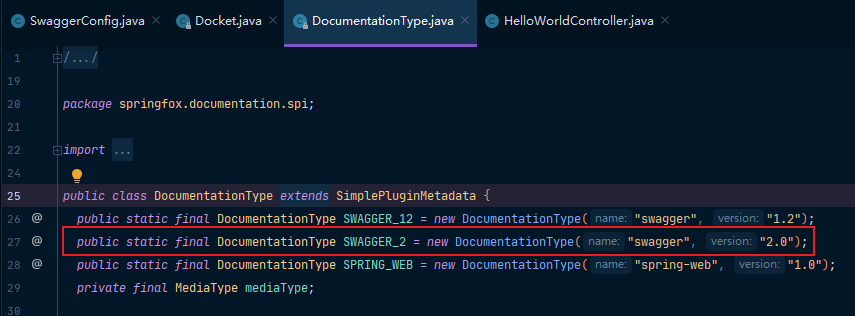 SwaggerConfig.java × Docket.java × DocumentationType.java × HelloWorldController.java ×
1 /.../
19
20 package springfox.documentation.spi;
21
22 import ...
24
25 public class DocumentationType extends SimplePluginMetadata {
26 @ public static final DocumentationType SWAGGER_12 = new DocumentationType( name: "swagger", version: "1.2");
27 @ public static final DocumentationType SWAGGER_2 = new DocumentationType( name: "swagger", version: "2.0");
28 @ public static final DocumentationType SPRING_WEB = new DocumentationType( name: "spring-web", version: "1.0");
29 private final MediaType mediaType;
30